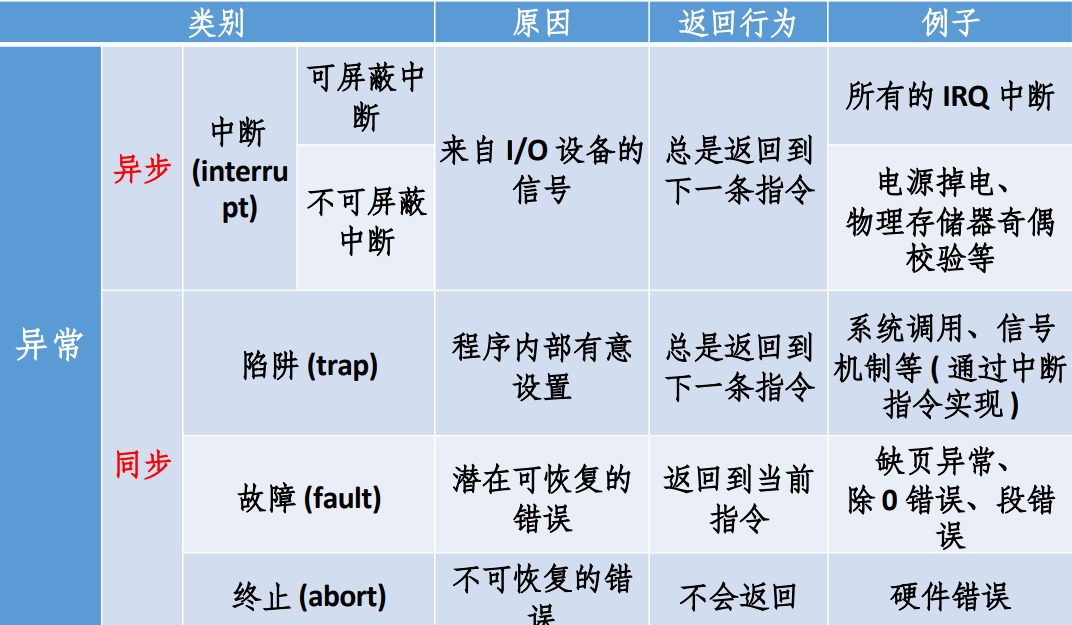 类别
原因
返回行为
例子
异常
异步
中断
(interru
pt)
可屏蔽中
断
来自 I/O 设备的
信号
总是返回到
下一条指令
所有的 IRQ 中断
不可屏蔽
中断
电源掉电、
物理存储器奇偶
校验等
同步
陷阱 (trap)
程序内部有意
设置
总是返回到
下一条指令
系统调用、信号
机制等 ( 通过中断
指令实现 )
故障 (fault)
潜在可恢复的
错误
返回到当前
指令
缺页异常、
除 0 错误、段错
误
终止 (abort)
不可恢复的错
误
不会返回
硬件错误